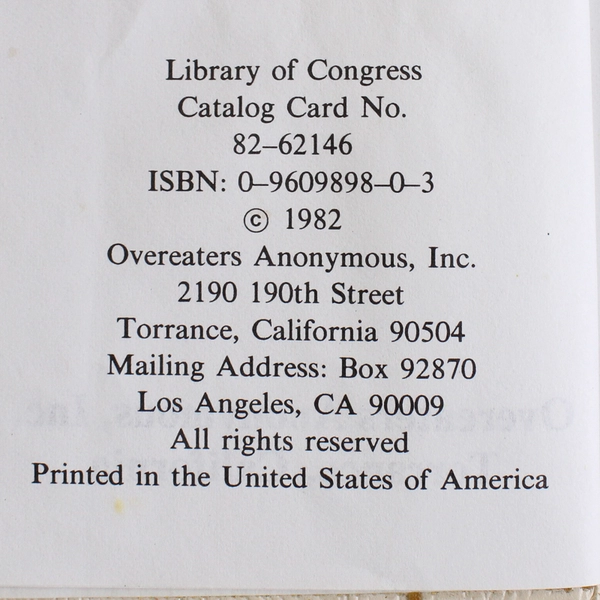 Library of Congress
Catalog Card No.
82–62146
ISBN: 0–9609898–0–3
© 1982
Overeaters Anonymous, Inc.
2190 190th Street
Torrance, California 90504
Mailing Address: Box 92870
Los Angeles, CA 90009
All rights reserved
Printed in the United States of America